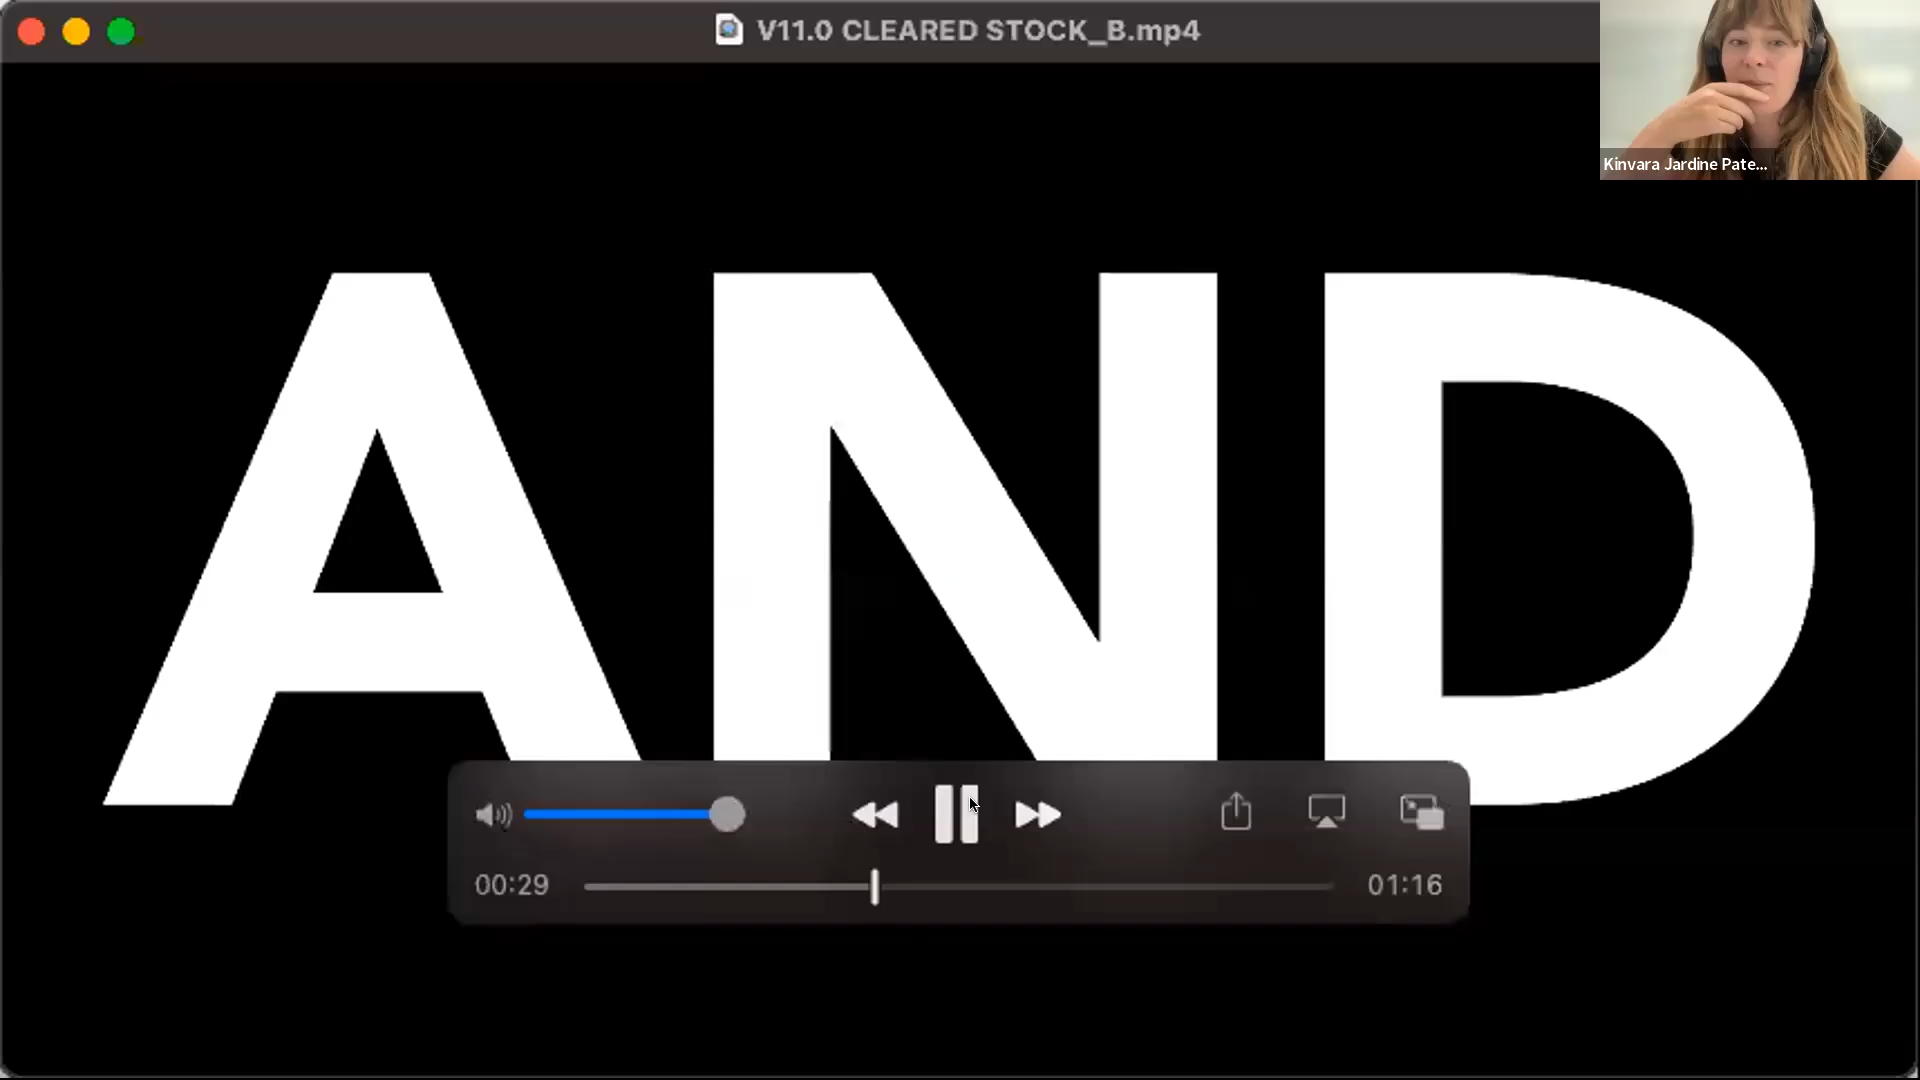 V11.0 CLEARED STOCK_B.mp4
Kinvara Jardine Pate...
AND
00:29
01:16